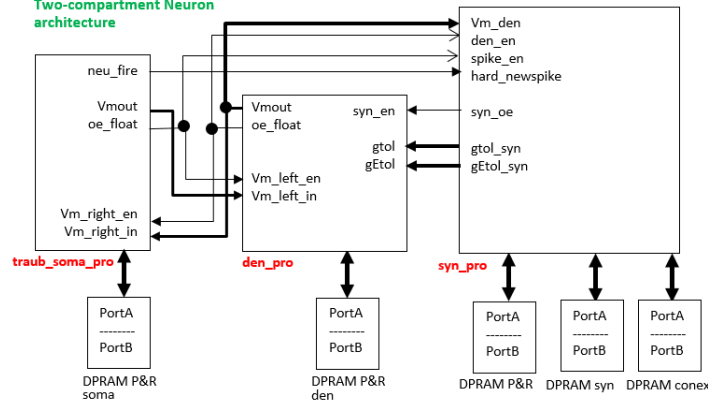 Two-compartment Neuron
architecture
neu_fire
Vmout
oe_float
Vm_right_en
Vm_right_in
traub_soma_pro
Vmout
oe_float
Vm_left_en
Vm_left_in
syn_en
gtol
gEtol
den_pro
Vm_den
den_en
spike_en
hard_newspike
syn_oe
gtol_syn
gEtol_syn
syn_pro
PortA
--------
PortB
DPRAM P&R
soma
PortA
--------
PortB
DPRAM P&R
den
PortA
--------
PortB
DPRAM P&R
PortA
--------
PortB
DPRAM syn
PortA
--------
PortB
DPRAM conex